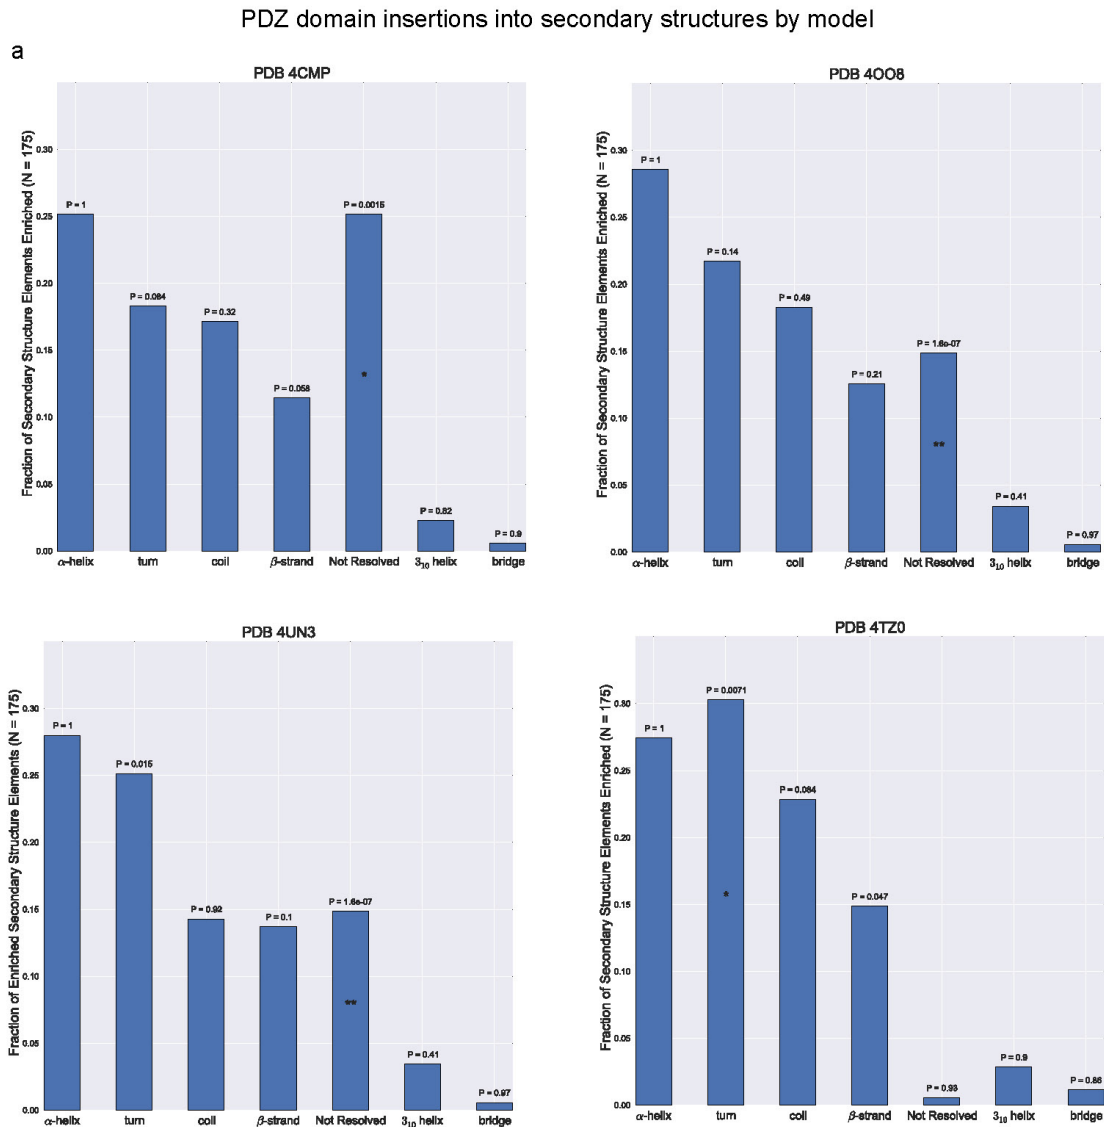 PDZ domain insertions into secondary structures by model
a
PDB 4CMP
Fraction of Secondary Structure Elements Enriched (N = 175)
0.30
0.25
0.20
0.15
0.10
0.05
0.00
P = 1
P = 0.084
P = 0.32
P = 0.058
P = 0.0015
*
P = 0.82
P = 0.9
α-helix turn coil β-strand Not Resolved 3₁₀ helix bridge
PDB 4OO8
Fraction of Secondary Structure Elements Enriched (N = 175)
0.30
0.25
0.20
0.15
0.10
0.05
0.00
P = 1
P = 0.14
P = 0.49
P = 0.21
P = 1.6e-07
**
P = 0.41
P = 0.97
α-helix turn coil β-strand Not Resolved 3₁₀ helix bridge
PDB 4UN3
Fraction of Enriched Secondary Structure Elements (N = 175)
0.30
0.25
0.20
0.15
0.10
0.05
0.00
P = 1
P = 0.015
P = 0.92
P = 0.1
P = 1.6e-07
**
P = 0.41
P = 0.97
α-helix turn coil β-strand Not Resolved 3₁₀ helix bridge
PDB 4TZ0
Fraction of Secondary Structure Elements Enriched (N = 175)
0.30
0.25
0.20
0.15
0.10
0.05
0.00
P = 1
P = 0.0071
*
P = 0.084
P = 0.047
P = 0.93
P = 0.9
P = 0.86
α-helix turn coil β-strand Not Resolved 3₁₀ helix bridge